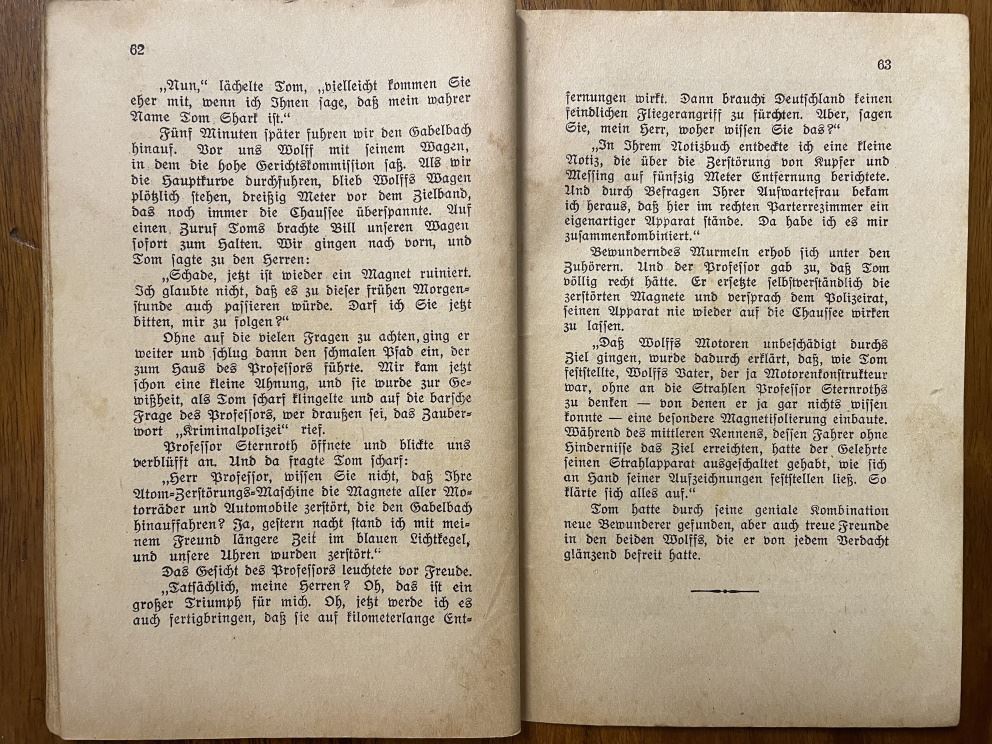 62
„Nun,“ lächelte Tom, „vielleicht kommen Sie
eher mit, wenn ich Ihnen sage, daß mein wahrer
Name Tom Shark ist.“
Fünf Minuten später fuhren wir den Gabelbach
hinauf. Vor uns Wolff mit seinem Wagen,
in dem die hohe Gerichtskommission saß. Als wir
die Hauptkurve durchfuhren, blieb Wolffs Wagen
plötzlich stehen, dreißig Meter vor dem Zielband,
das noch immer die Chaussee überspannte. Auf
einen Zuruf Toms brachte Bill unseren Wagen
sofort zum Halten. Wir gingen nach vorn, und
Tom sagte zu den Herren:
„Schade, jetzt ist wieder ein Magnet ruiniert.
Ich glaubte nicht, daß es zu dieser frühen Morgen-
stunde auch passieren würde. Darf ich Sie jetzt
bitten, mir zu folgen?“
Ohne auf die vielen Fragen zu achten, ging er
weiter und schlug dann den schmalen Pfad ein, der
zum Haus des Professors führte. Mir kam jetzt
schon eine kleine Ahnung, und sie wurde zur Ge-
wißheit, als Tom scharf klingelte und auf die barsche
Frage des Professors, wer draußen sei, das Zauber-
wort „Kriminalpolizei“ rief.
Professor Sternroth öffnete und blickte uns
verblüfft an. Und da fragte Tom scharf:
„Herr Professor, wissen Sie nicht, daß Ihre
Atom-Zerstörungs-Maschine die Magnete aller Mo-
torräder und Automobile zerstört, die den Gabelbach
hinauffahren? Ja, gestern nacht stand ich mit mei-
nem Freund längere Zeit im blauen Lichtkegel,
und unsere Uhren wurden zerstört.“
Das Gesicht des Professors leuchtete vor Freude.
„Tatsächlich, meine Herren? Oh, das ist ein
großer Triumph für mich. Oh, jetzt werde ich es
auch fertigbringen, daß sie auf kilometerlange Ent-
63
fernungen wirkt. Dann braucht Deutschland keinen
feindlichen Fliegerangriff zu fürchten. Aber, sagen
Sie, mein Herr, woher wissen Sie das?“
„In Ihrem Notizbuch entdeckte ich eine kleine
Notiz, die über die Zerstörung von Kupfer und
Messing auf fünfzig Meter Entfernung berichtete.
Und durch Befragen Ihrer Aufwartefrau bekam
ich heraus, daß hier im rechten Parterrezimmer ein
eigenartiger Apparat stände. Da habe ich es mir
zusammenkombiniert.“
Bewunderndes Murmeln erhob sich unter den
Zuhörern. Und der Professor gab zu, daß Tom
völlig recht hätte. Er ersetzte selbstverständlich die
zerstörten Magnete und versprach dem Polizeirat,
seinen Apparat nie wieder auf die Chaussee wirken
zu lassen.
„Daß Wolffs Motoren unbeschädigt durchs
Ziel gingen, wurde dadurch erklärt, daß, wie Tom
feststellte, Wolffs Vater, der ja Motorenkonstrukteur
war, ohne an die Strahlen Professor Sternroths
zu denken — von denen er ja gar nichts wissen
konnte — eine besondere Magnetisolierung einbaute.
Während des mittleren Rennens, dessen Fahrer ohne
Hindernisse das Ziel erreichten, hatte der Gelehrte
seinen Strahlapparat ausgeschaltet gehabt, wie sich
an Hand seiner Aufzeichnungen feststellen ließ. So
klärte sich alles auf.“
Tom hatte durch seine geniale Kombination
neue Bewunderer gefunden, aber auch treue Freunde
in den beiden Wolffs, die er von jedem Verdacht
glänzend befreit hatte.